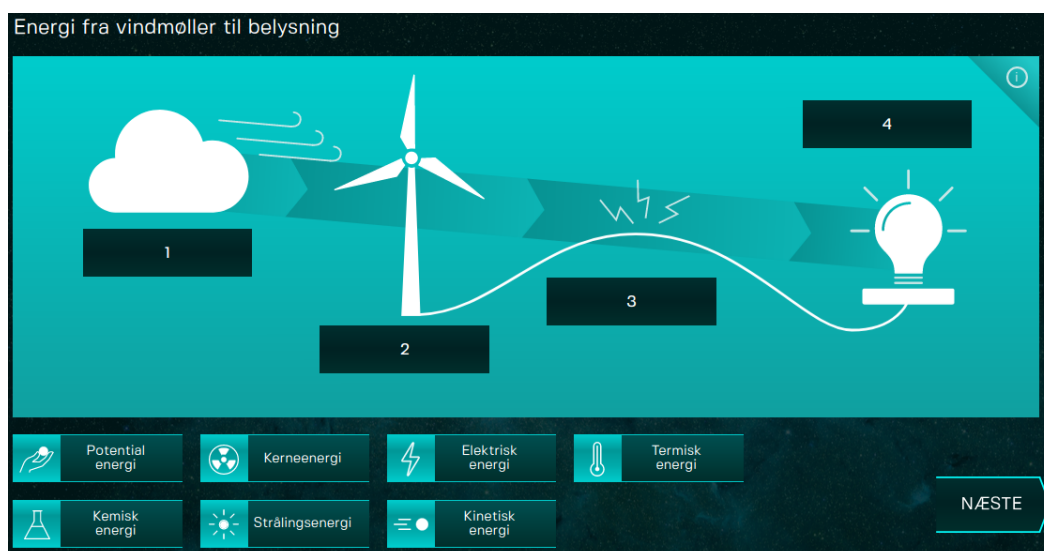 Energi fra vindmøller til belysning
4
1
3
2
Potential
energi
Kerneenergi
Elektrisk
energi
Termisk
energi
Kemisk
energi
Strålingsenergi
Kinetisk
energi
NÆSTE